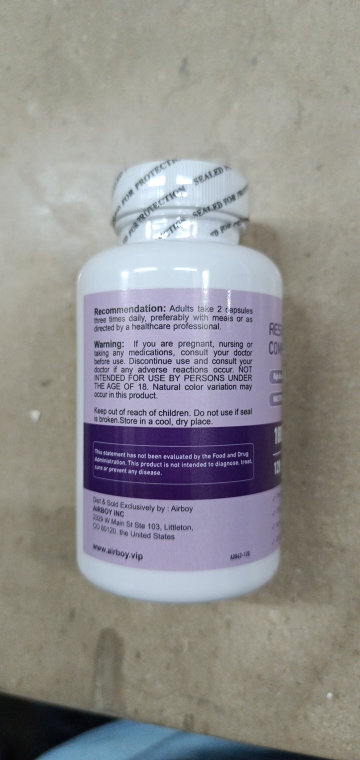 SEALED FOR PROTECTION
Recommendation: Adults take 2 capsules
three times daily, preferably with meals or as
directed by a healthcare professional.
Warning: If you are pregnant, nursing or
taking any medications, consult your doctor
before use. Discontinue use and consult your
doctor if any adverse reactions occur. NOT
INTENDED FOR USE BY PERSONS UNDER
THE AGE OF 18. Natural color variation may
occur in this product.
Keep out of reach of children. Do not use if seal
is broken.Store in a cool, dry place.
This statement has not been evaluated by the Food and Drug
Administration. This product is not intended to diagnose, treat,
cure or prevent any disease.
Dist & Sold Exclusively by : Airboy
AIRBOY INC
W Main St Ste 103, Littleton,
CO 80120, the United States
www.airboy.vip